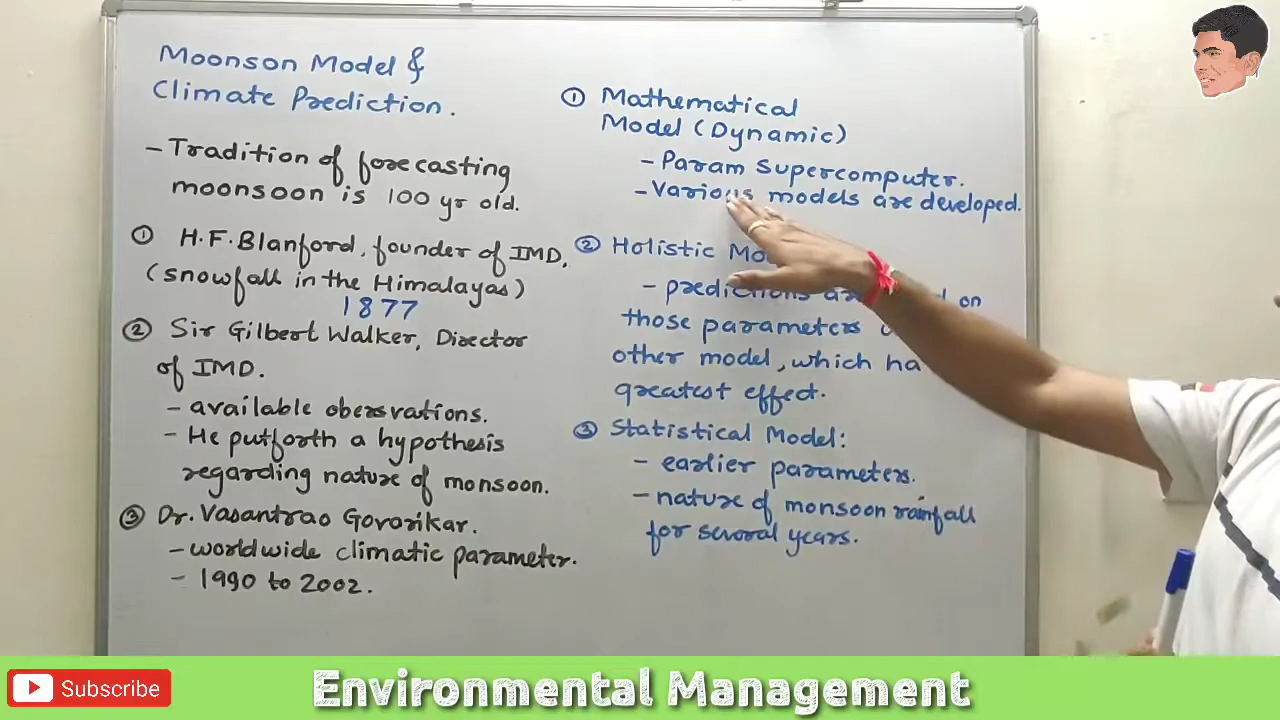 Moonson Model &
Climate Prediction.
- Tradition of forecasting
moonsoon is 100 yr old.
① H.F. Blanford, founder of IMD,
(snowfall in the Himalayas)
1877
② Sir Gilbert Walker, Director
of IMD.
- available obersvations.
- He putforth a hypothesis
regarding nature of monsoon.
③ Dr. Vasantrao Govorikar.
- worldwide climatic parameter.
- 1990 to 2002.
① Mathematical
Model (Dynamic)
- Param Supercomputer.
- Various models are developed.
② Holistic
- predictions on
those parameters
other model, which
greatest effect.
③ Statistical Model:
- earlier parameters.
- nature of monsoon rainfall
for several years.
Subscribe
Environmental Management